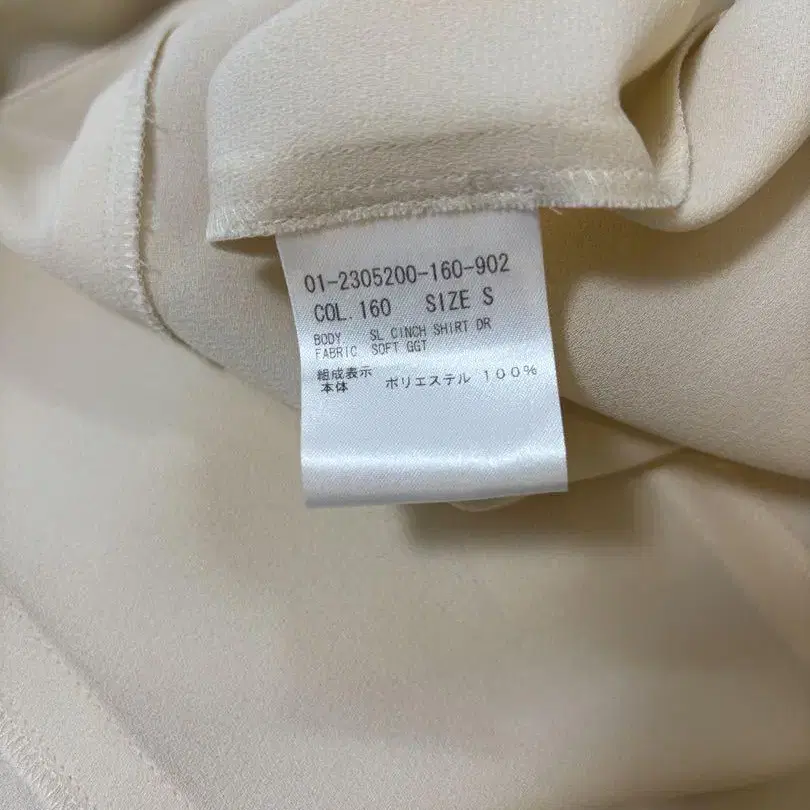 01-2305200-160-902
COL.160 SIZE S
BODY SL CINCH SHIRT DR
FABRIC SOFT GGT
組成表示
本体 ポリエステル 100%